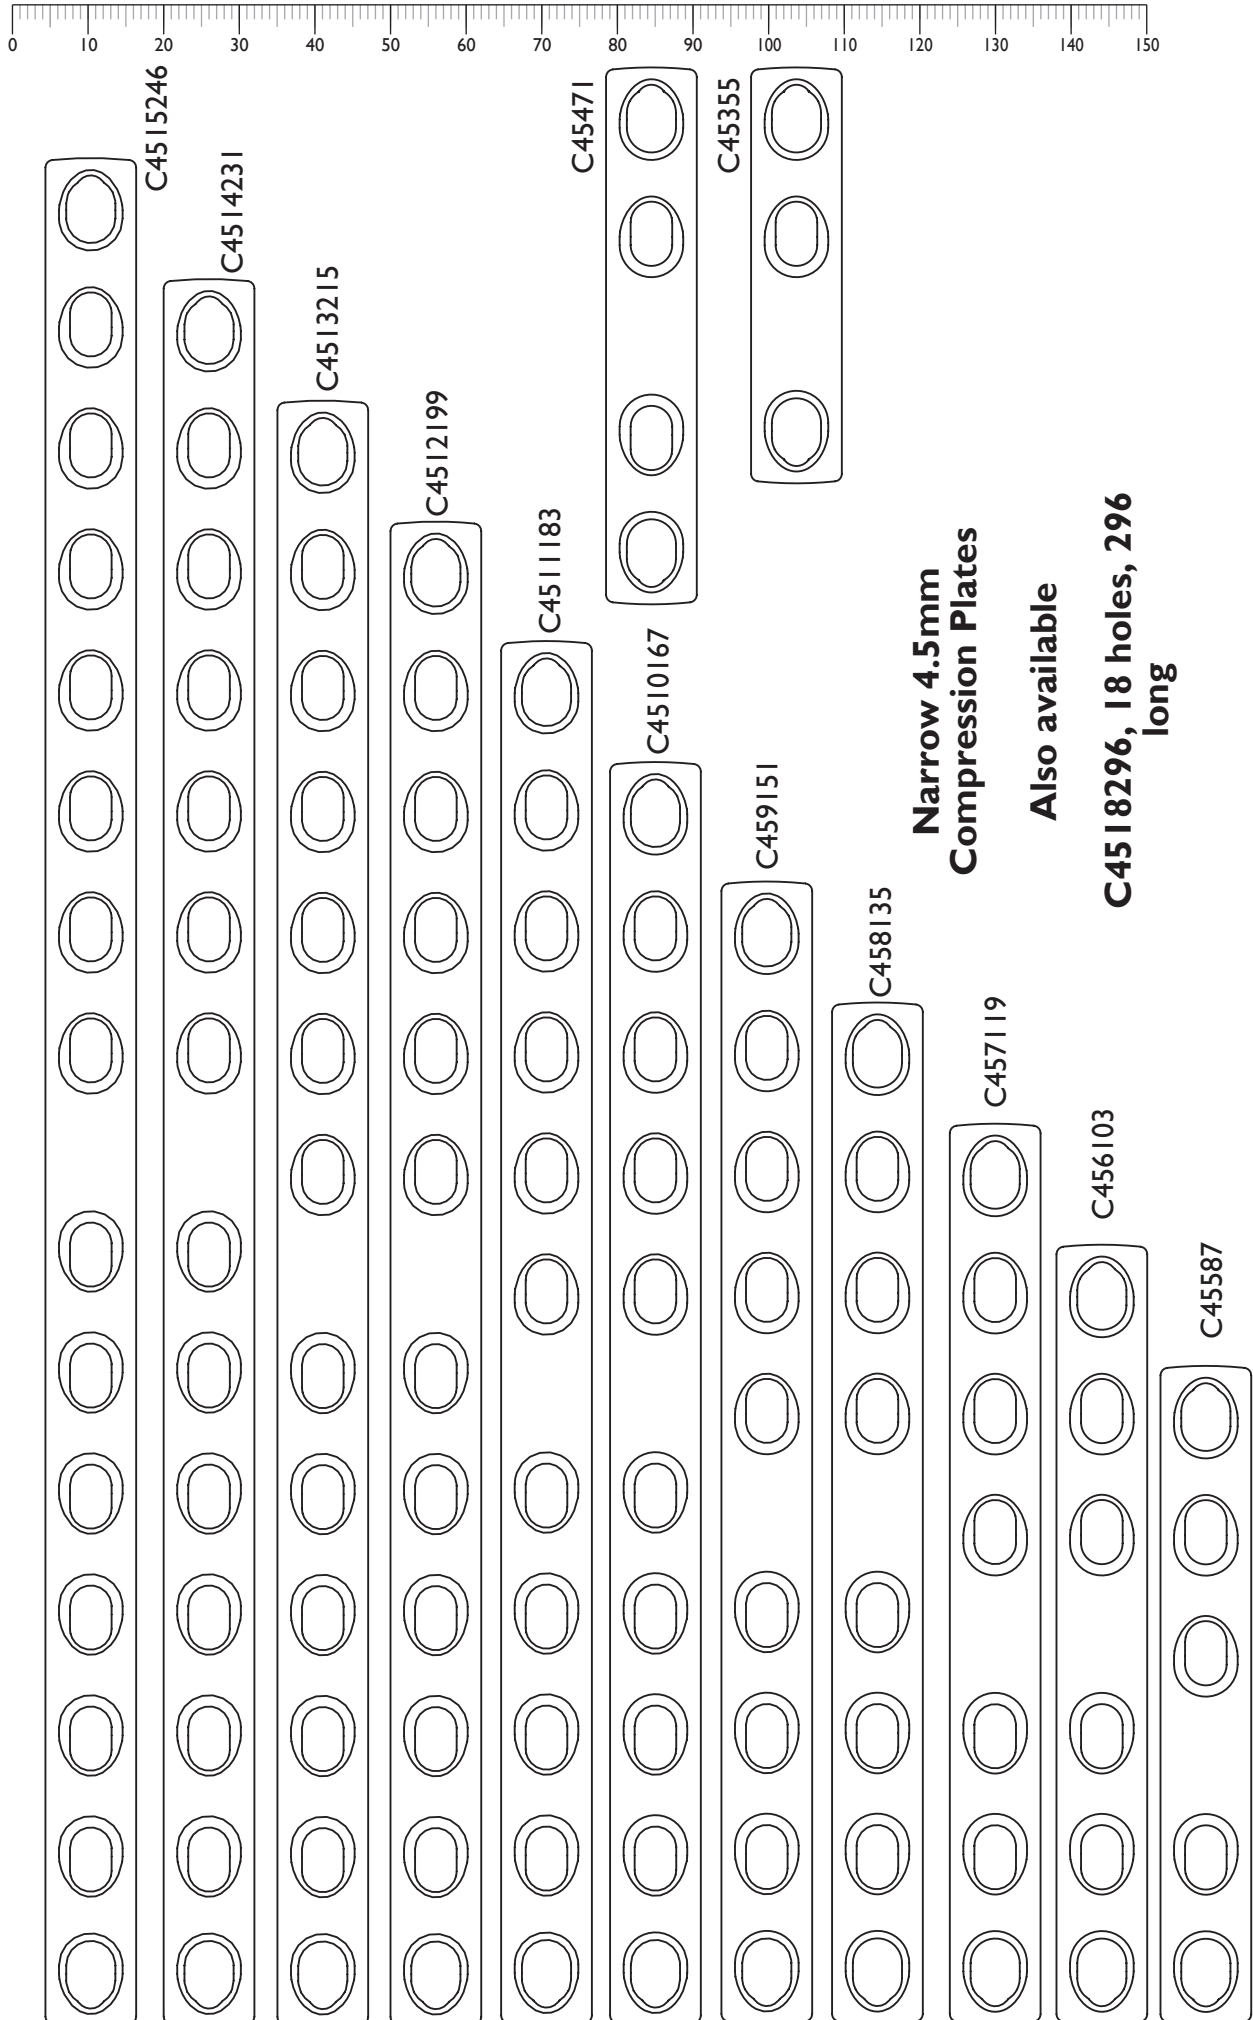 0 10 20 30 40 50 60 70 80 90 100 110 120 130 140 150
C4515246
C4514231
C4513215
C4512199
C4511183
C45471
C45355
C4510167
C459151
C458135
C457119
C456103
C45587
Narrow 4.5mm
Compression Plates
Also available
C4518296, 18 holes, 296
long